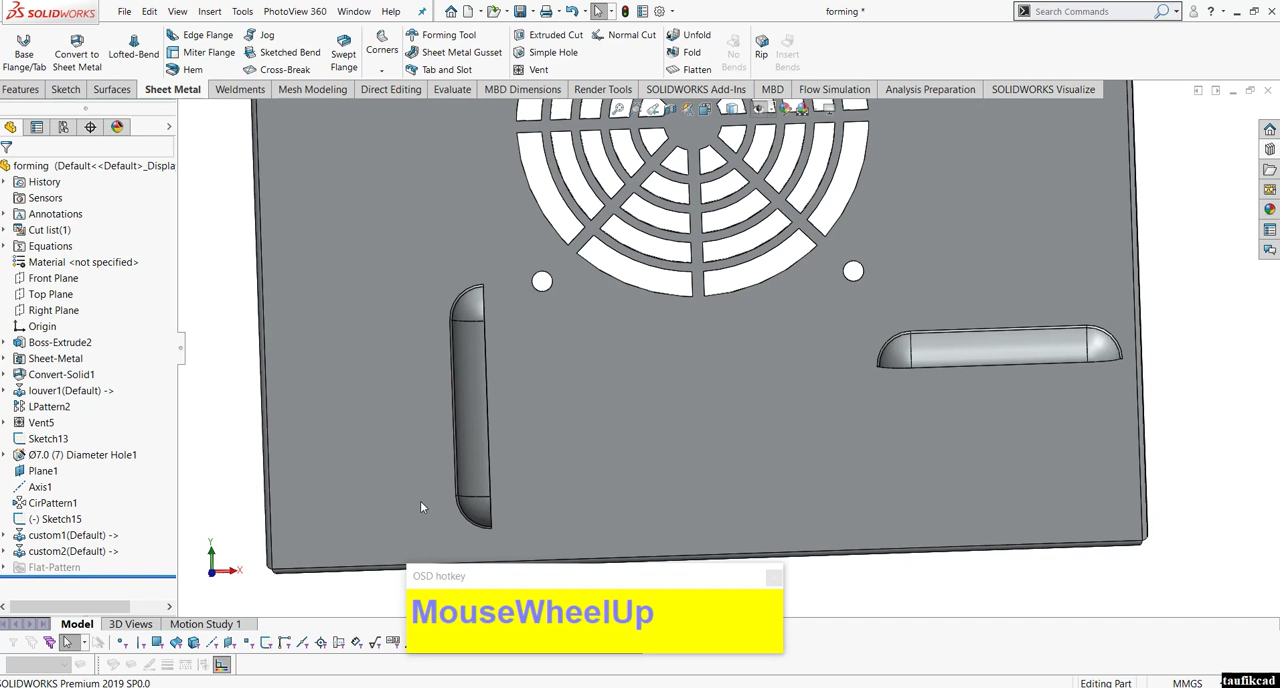 SOLIDWORKS File Edit View Insert Tools PhotoView 360 Window Help forming * Search Commands
Base Flange/Tab
Convert to Sheet Metal
Lofted-Bend
Edge Flange
Miter Flange
Hem
Jog
Sketched Bend
Cross-Break
Swept Flange
Corners
Forming Tool
Sheet Metal Gusset
Tab and Slot
Extruded Cut
Simple Hole
Vent
Normal Cut
Unfold
Fold
Flatten
No Bends
Rip
Insert Bends
Features Sketch Surfaces Sheet Metal Weldments Mesh Modeling Direct Editing Evaluate MBD Dimensions Render Tools SOLIDWORKS Add-Ins MBD Flow Simulation Analysis Preparation SOLIDWORKS Visualize
forming (Default<<Default>_Displa
History
Sensors
Annotations
Cut list(1)
Equations
Material <not specified>
Front Plane
Top Plane
Right Plane
Origin
Boss-Extrude2
Sheet-Metal
Convert-Solid1
louver1(Default) ->
LPattern2
Vent5
Sketch13
Ø7.0 (7) Diameter Hole1
Plane1
Axis1
CirPattern1
(-) Sketch15
custom1(Default) ->
custom2(Default) ->
Flat-Pattern
Y
X
OSD hotkey
MouseWheelUp
Model 3D Views Motion Study 1
SOLIDWORKS Premium 2019 SP0.0 Editing Part MMGS taufikcad